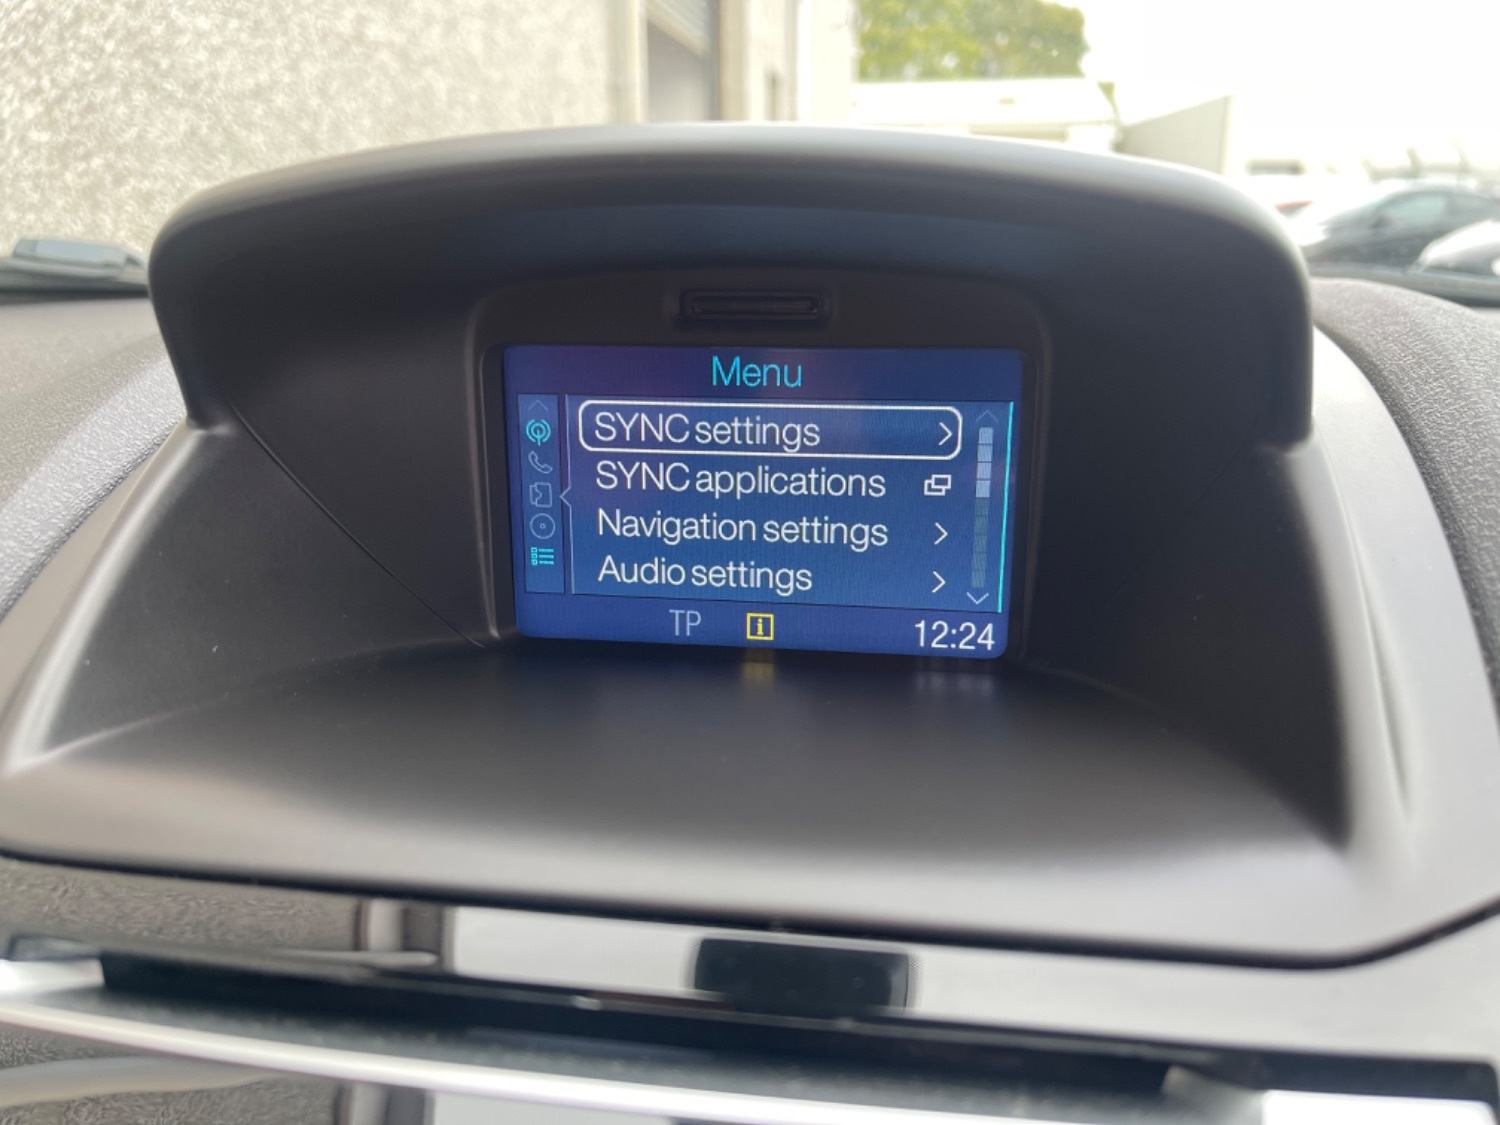 Menu
SYNC settings
SYNC applications
Navigation settings
Audio settings
TP
12:24